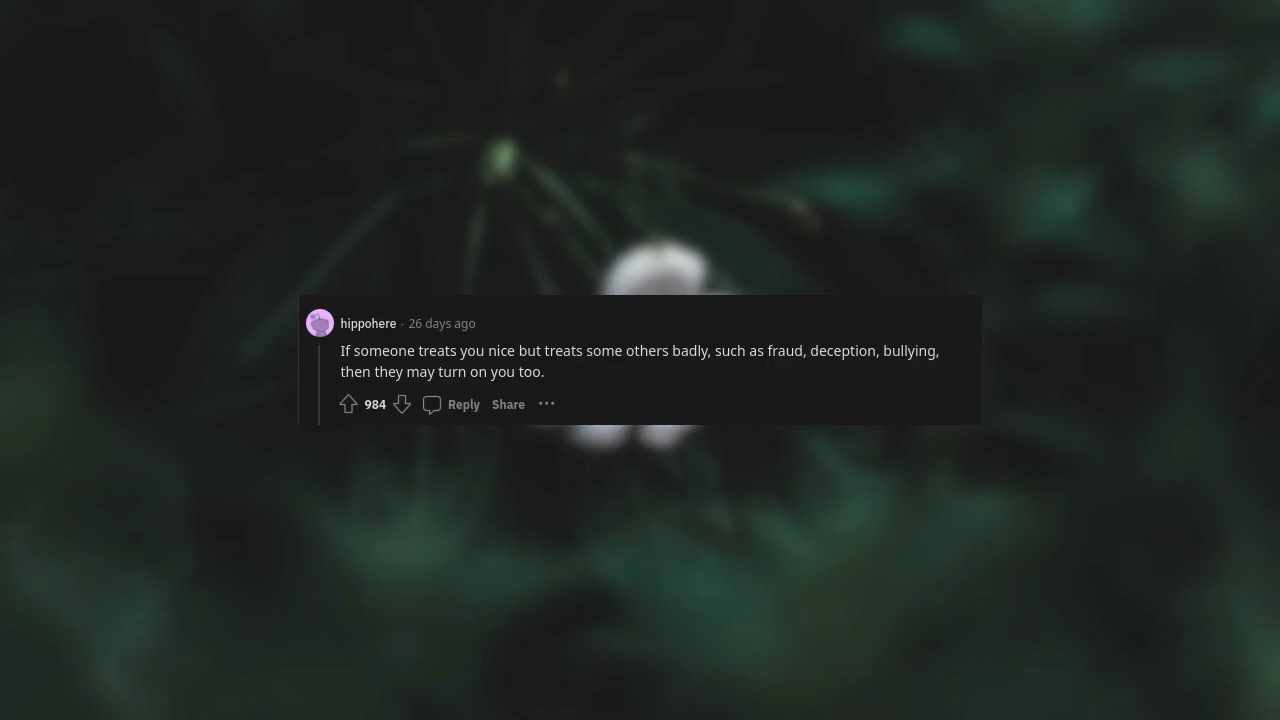 hippohere · 26 days ago
If someone treats you nice but treats some others badly, such as fraud, deception, bullying,
then they may turn on you too.
984 Reply Share ···